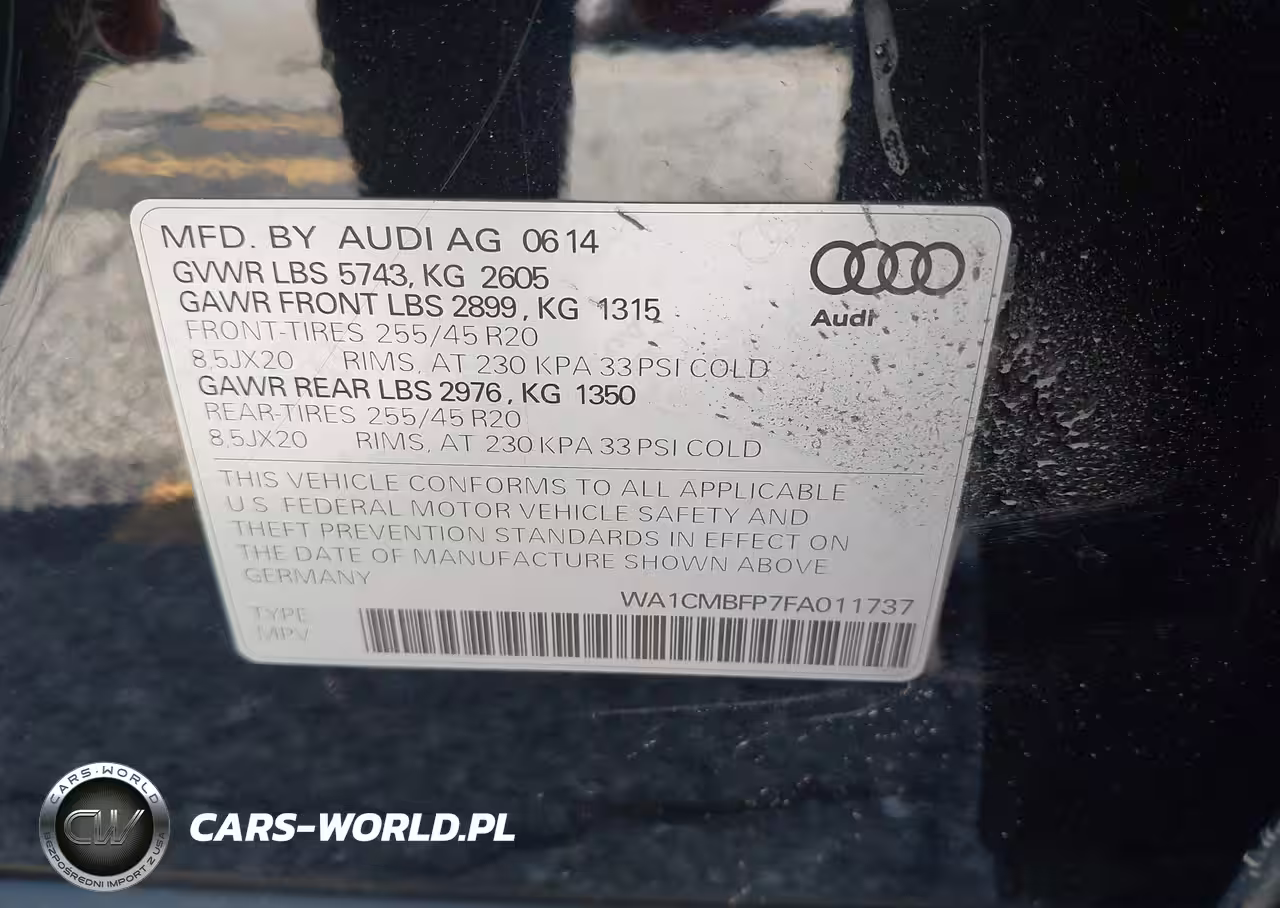 MFD. BY AUDI AG 0614
GVWR LBS 5743, KG 2605
GAWR FRONT LBS 2899, KG 1315
FRONT-TIRES 255/45 R20
8,5JX20 RIMS, AT 230 KPA 33 PSI COLD
GAWR REAR LBS 2976, KG 1350
REAR-TIRES 255/45 R20
8,5JX20 RIMS, AT 230 KPA 33 PSI COLD
Audi
THIS VEHICLE CONFORMS TO ALL APPLICABLE
U.S. FEDERAL MOTOR VEHICLE SAFETY AND
THEFT PREVENTION STANDARDS IN EFFECT ON
THE DATE OF MANUFACTURE SHOWN ABOVE
GERMANY
WA1CMBFP7FA011737
TYPE
MPV
CARS-WORLD
CW
BEZPOŚREDNI IMPORT Z USA
CARS-WORLD.PL